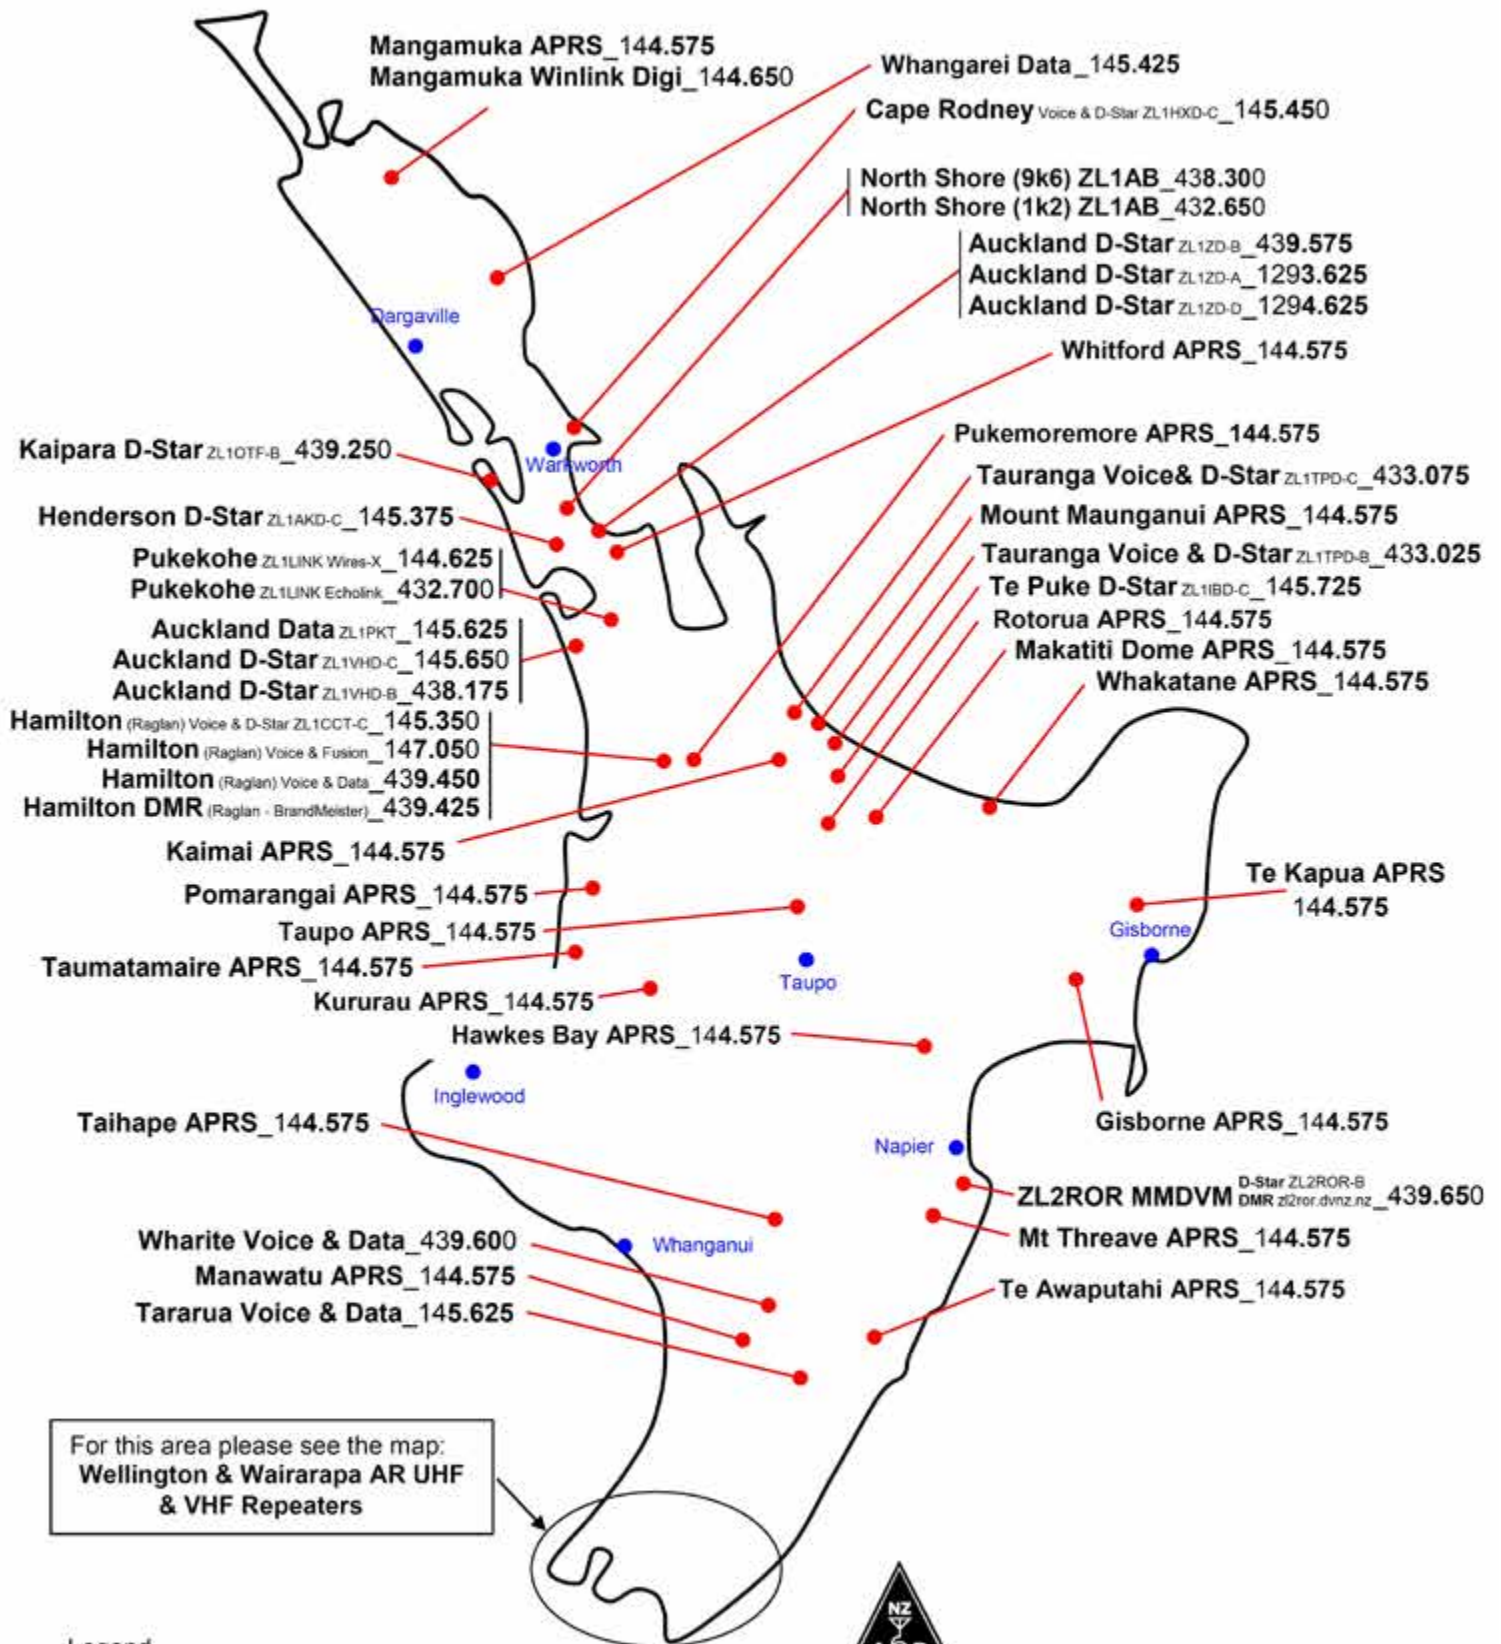 Mangamuka APRS_144.575
Mangamuka Winlink Digi_144.650
Whangarei Data_145.425
Cape Rodney Voice & D-Star ZL1HXD-C_145.450
North Shore (9k6) ZL1AB_438.300
North Shore (1k2) ZL1AB_432.650
Auckland D-Star ZL1ZD-B_439.575
Auckland D-Star ZL1ZD-A_1293.625
Auckland D-Star ZL1ZD-D_1294.625
Dargaville
Whitford APRS_144.575
Kaipara D-Star ZL1OTF-B_439.250
Warkworth
Pukemoremore APRS_144.575
Tauranga Voice& D-Star ZL1TPD-C_433.075
Henderson D-Star ZL1AKD-C_145.375
Mount Maunganui APRS_144.575
Pukekohe ZL1LINK Wires-X_144.625
Tauranga Voice & D-Star ZL1TPD-B_433.025
Pukekohe ZL1LINK Echolink_432.700
Te Puke D-Star ZL1IBD-C_145.725
Auckland Data ZL1PKT_145.625
Rotorua APRS_144.575
Auckland D-Star ZL1VHD-C_145.650
Makatiti Dome APRS_144.575
Auckland D-Star ZL1VHD-B_438.175
Whakatane APRS_144.575
Hamilton (Raglan) Voice & D-Star ZL1CCT-C_145.350
Hamilton (Raglan) Voice & Fusion_147.050
Hamilton (Raglan) Voice & Data_439.450
Hamilton DMR (Raglan - BrandMeister)_439.425
Kaimai APRS_144.575
Pomarangai APRS_144.575
Te Kapua APRS
144.575
Taupo APRS_144.575
Gisborne
Taumatamaire APRS_144.575
Taupo
Kururau APRS_144.575
Hawkes Bay APRS_144.575
Inglewood
Taihape APRS_144.575
Gisborne APRS_144.575
Napier
ZL2ROR MMDVM D-Star ZL2ROR-B
DMR zl2ror.dvnz.nz_439.650
Mt Threave APRS_144.575
Wharite Voice & Data_439.600
Whanganui
Manawatu APRS_144.575
Te Awaputahi APRS_144.575
Tararua Voice & Data_145.625
For this area please see the map:
Wellington & Wairarapa AR UHF
& VHF Repeaters
NZ